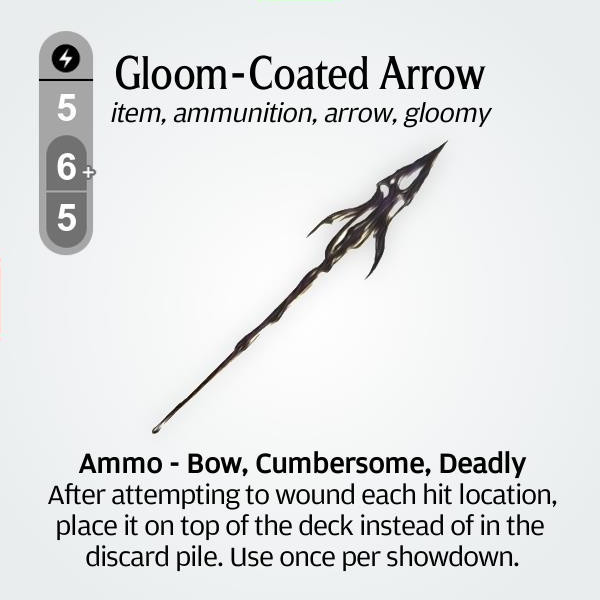 Gloom-Coated Arrow
item, ammunition, arrow, gloomy
5
6+
5
Ammo - Bow, Cumbersome, Deadly
After attempting to wound each hit location,
place it on top of the deck instead of in the
discard pile. Use once per showdown.